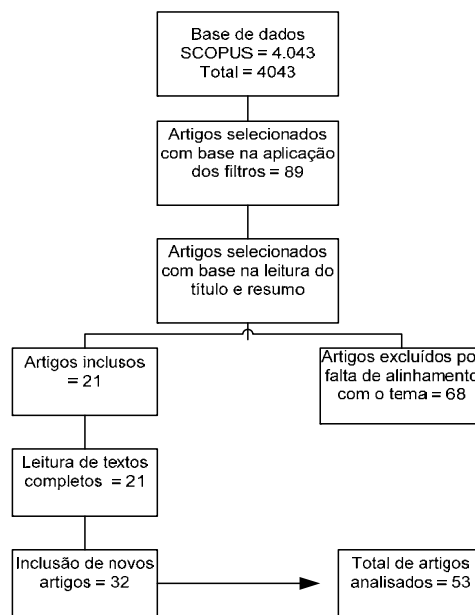 Base de dados
SCOPUS = 4.043
Total = 4043
Artigos selecionados
com base na aplicação
dos filtros = 89
Artigos selecionados
com base na leitura do
título e resumo
Artigos inclusos
= 21
Artigos excluídos po
falta de alinhamento
com o tema = 68
Leitura de textos
completos = 21
Inclusão de novos
artigos = 32
Total de artigos
analisados = 53